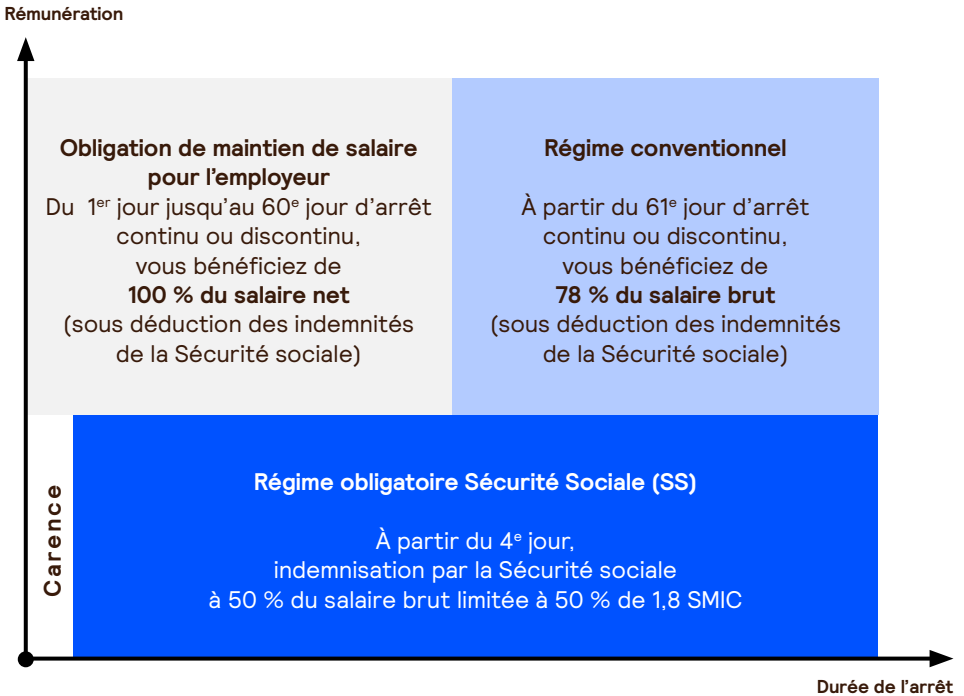 Rémunération
Obligation de maintien de salaire
pour l’employeur
Du 1er jour jusqu’au 60e jour d’arrêt
continu ou discontinu,
vous bénéficiez de
100 % du salaire net
(sous déduction des indemnités
de la Sécurité sociale)
Régime conventionnel
À partir du 61e jour d’arrêt
continu ou discontinu,
vous bénéficiez de
78 % du salaire brut
(sous déduction des indemnités
de la Sécurité sociale)
Carence
Régime obligatoire Sécurité Sociale (SS)
À partir du 4e jour,
indemnisation par la Sécurité sociale
à 50 % du salaire brut limitée à 50 % de 1,8 SMIC
Durée de l’arrêt